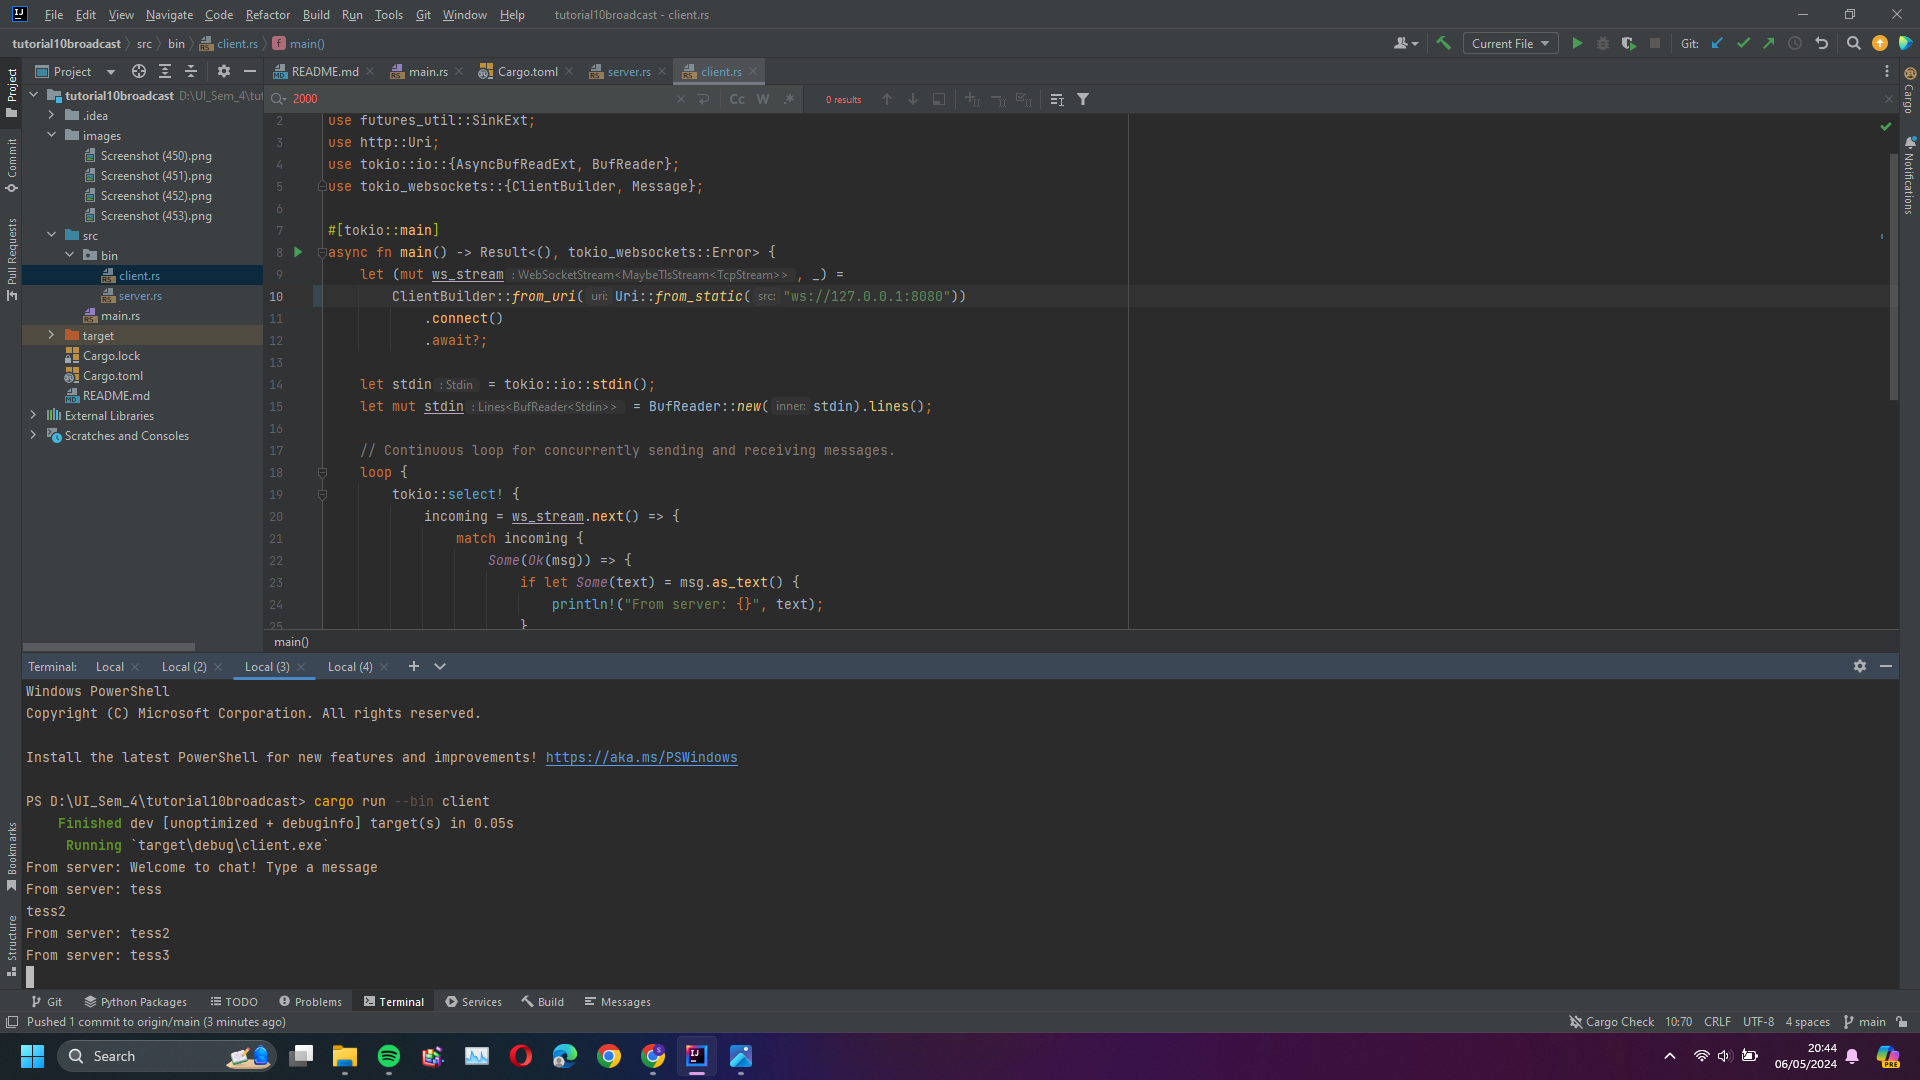 File Edit View Navigate Code Refactor Build Run Tools Git Window Help tutorial10broadcast - client.rs
tutorial10broadcast src bin client.rs main() Current File Git:
Project README.md main.rs Cargo.toml server.rs client.rs
2000 Cc W .* 0 results
Project
Commit
Pull Requests
Bookmarks
Structure
tutorial10broadcast D:\UI_Sem_4\tut
.idea
images
Screenshot (450).png
Screenshot (451).png
Screenshot (452).png
Screenshot (453).png
src
bin
client.rs
server.rs
main.rs
target
Cargo.lock
Cargo.toml
README.md
External Libraries
Scratches and Consoles
2 use futures_util::SinkExt;
3 use http::Uri;
4 use tokio::io::{AsyncBufReadExt, BufReader};
5 use tokio_websockets::{ClientBuilder, Message};
6
7 #[tokio::main]
8 async fn main() -> Result<(), tokio_websockets::Error> {
9 let (mut ws_stream : WebSocketStream<MaybeTlsStream<TcpStream>> , _) =
10 ClientBuilder::from_uri( uri: Uri::from_static( src: "ws://127.0.0.1:8080"))
11 .connect()
12 .await?;
13
14 let stdin : Stdin = tokio::io::stdin();
15 let mut stdin : Lines<BufReader<Stdin>> = BufReader::new( inner: stdin).lines();
16
17 // Continuous loop for concurrently sending and receiving messages.
18 loop {
19 tokio::select! {
20 incoming = ws_stream.next() => {
21 match incoming {
22 Some(Ok(msg)) => {
23 if let Some(text) = msg.as_text() {
24 println!("From server: {}", text);
25 }
main()
Cargo
Notifications
Terminal: Local Local (2) Local (3) Local (4)
Windows PowerShell
Copyright (C) Microsoft Corporation. All rights reserved.
Install the latest PowerShell for new features and improvements! https://aka.ms/PSWindows
PS D:\UI_Sem_4\tutorial10broadcast> cargo run --bin client
Finished dev [unoptimized + debuginfo] target(s) in 0.05s
Running `target\debug\client.exe`
From server: Welcome to chat! Type a message
From server: tess
tess2
From server: tess2
From server: tess3
Git Python Packages TODO Problems Terminal Services Build Messages
Pushed 1 commit to origin/main (3 minutes ago) Cargo Check 10:70 CRLF UTF-8 4 spaces main
Search 20:44
06/05/2024
PRE